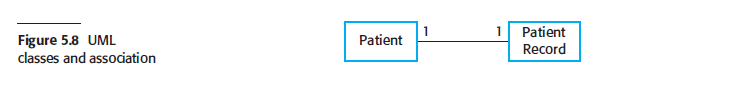 Figure 5.8 UML
classes and association
Patient
1
1
Patient
Record